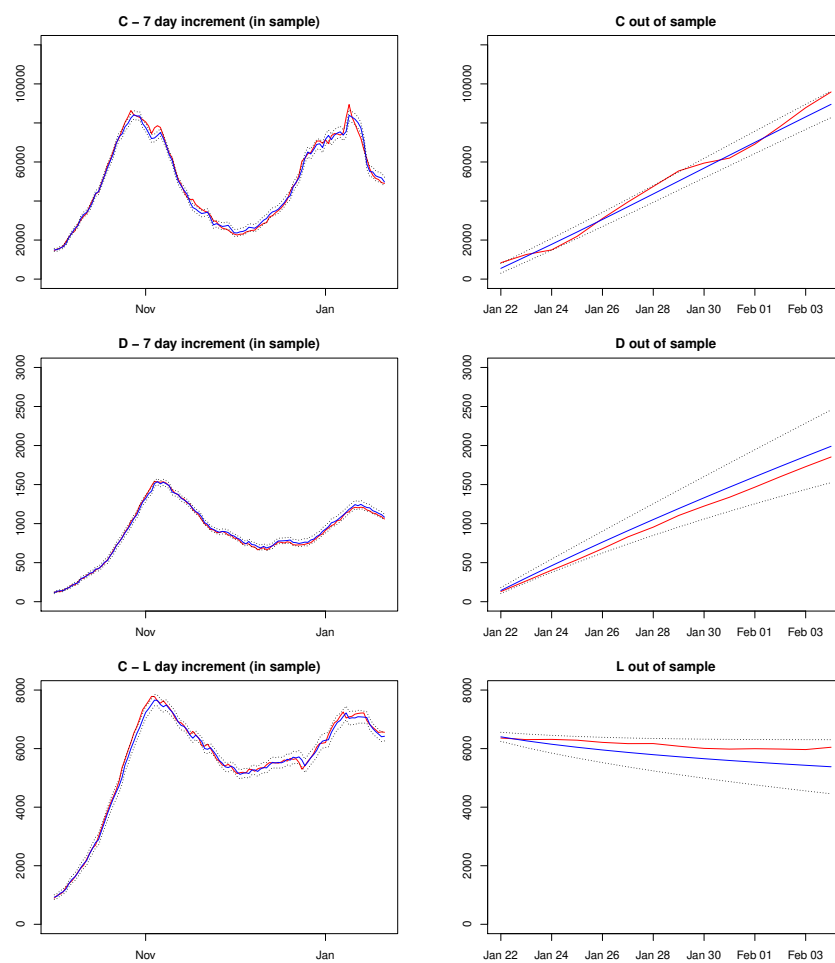 C − 7 day increment (in sample)
0 20000 60000 100000
Nov Jan
C out of sample
0 20000 60000 100000
Jan 22 Jan 24 Jan 26 Jan 28 Jan 30 Feb 01 Feb 03
D − 7 day increment (in sample)
0 500 1000 1500 2000 2500 3000
Nov Jan
D out of sample
0 500 1000 1500 2000 2500 3000
Jan 22 Jan 24 Jan 26 Jan 28 Jan 30 Feb 01 Feb 03
C − L day increment (in sample)
0 2000 4000 6000 8000
Nov Jan
L out of sample
0 2000 4000 6000 8000
Jan 22 Jan 24 Jan 26 Jan 28 Jan 30 Feb 01 Feb 03